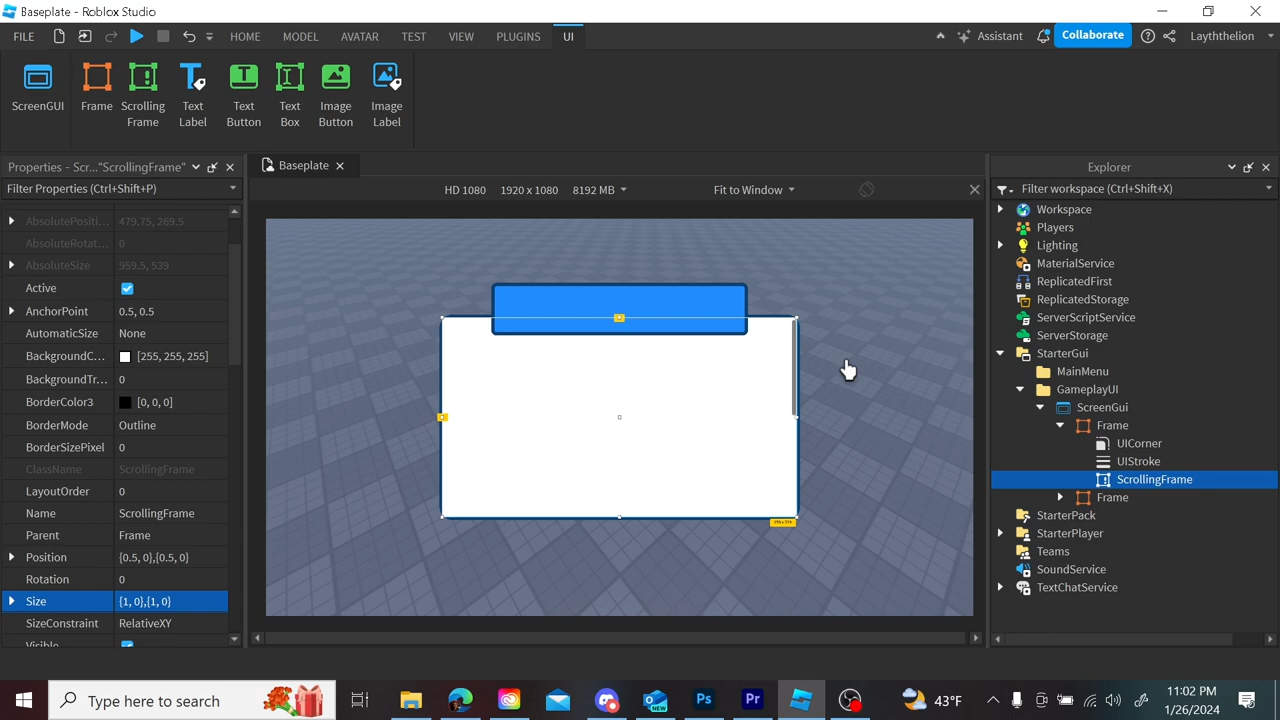 Baseplate - Roblox Studio
FILE HOME MODEL AVATAR TEST VIEW PLUGINS UI Assistant Collaborate Layththelion
ScreenGUI Frame Scrolling Frame Text Label Text Button Text Box Image Button Image Label
Properties - Scr..."ScrollingFrame"
Filter Properties (Ctrl+Shift+P)
AbsolutePositi... 479.75, 269.5
AbsoluteRotat... 0
AbsoluteSize 959.5, 539
Active
AnchorPoint 0.5, 0.5
AutomaticSize None
BackgroundC... [255, 255, 255]
BackgroundTr... 0
BorderColor3 [0, 0, 0]
BorderMode Outline
BorderSizePixel 0
ClassName ScrollingFrame
LayoutOrder 0
Name ScrollingFrame
Parent Frame
Position {0.5, 0},{0.5, 0}
Rotation 0
Size {1, 0},{1, 0}
SizeConstraint RelativeXY
Visible
Baseplate
HD 1080 1920 x 1080 8192 MB Fit to Window
Explorer
Filter workspace (Ctrl+Shift+X)
Workspace
Players
Lighting
MaterialService
ReplicatedFirst
ReplicatedStorage
ServerScriptService
ServerStorage
StarterGui
MainMenu
GameplayUI
ScreenGui
Frame
UICorner
UIStroke
ScrollingFrame
Frame
StarterPack
StarterPlayer
Teams
SoundService
TextChatService
Type here to search
43°F
11:02 PM
1/26/2024